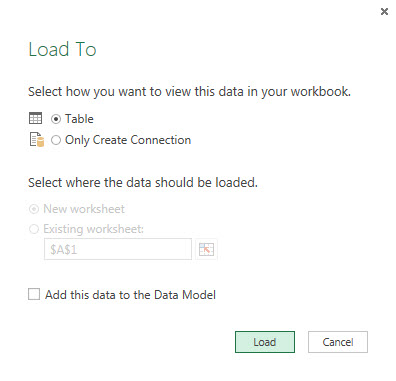 Load To
Select how you want to view this data in your workbook.
Table
Only Create Connection
Select where the data should be loaded.
New worksheet
Existing worksheet:
$A$1
Add this data to the Data Model
Load Cancel